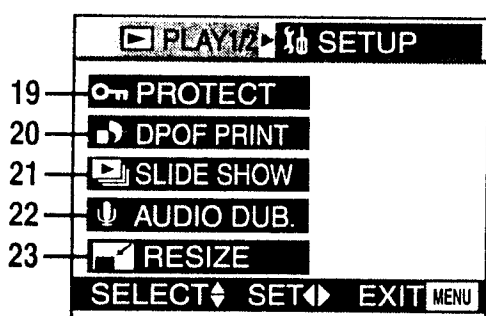 PLAY1/2 SETUP
19 PROTECT
20 DPOF PRINT
21 SLIDE SHOW
22 AUDIO DUB.
23 RESIZE
SELECT SET EXIT MENU